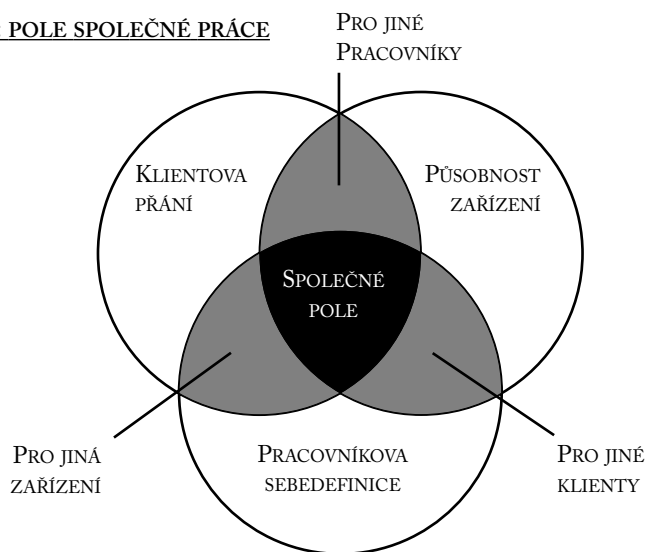 POLE SPOLEČNÉ PRÁCE
PRO JINÉ
PRACOVNÍKY
KLIENTOVA
PŘÁNÍ
PŮSOBNOST
ZAŘÍZENÍ
SPOLEČNÉ
POLE
PRO JINÁ
ZAŘÍZENÍ
PRACOVNÍKOVA
SEBEDEFINICE
PRO JINÉ
KLIENTY